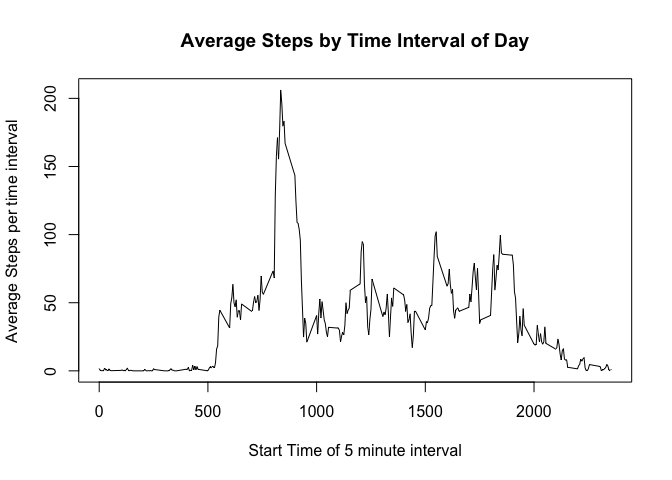 Average Steps by Time Interval of Day
Average Steps per time interval
200
150
100
50
0
0 500 1000 1500 2000
Start Time of 5 minute interval